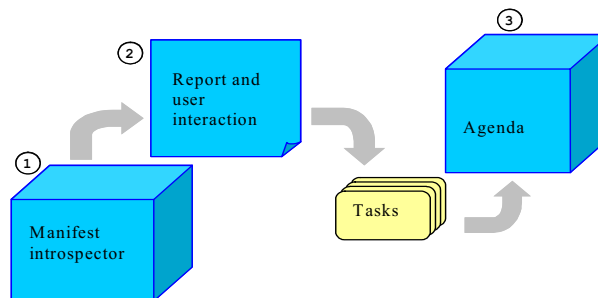 1
Manifest
introspector
2
Report and
user
interaction
Tasks
3
Agenda